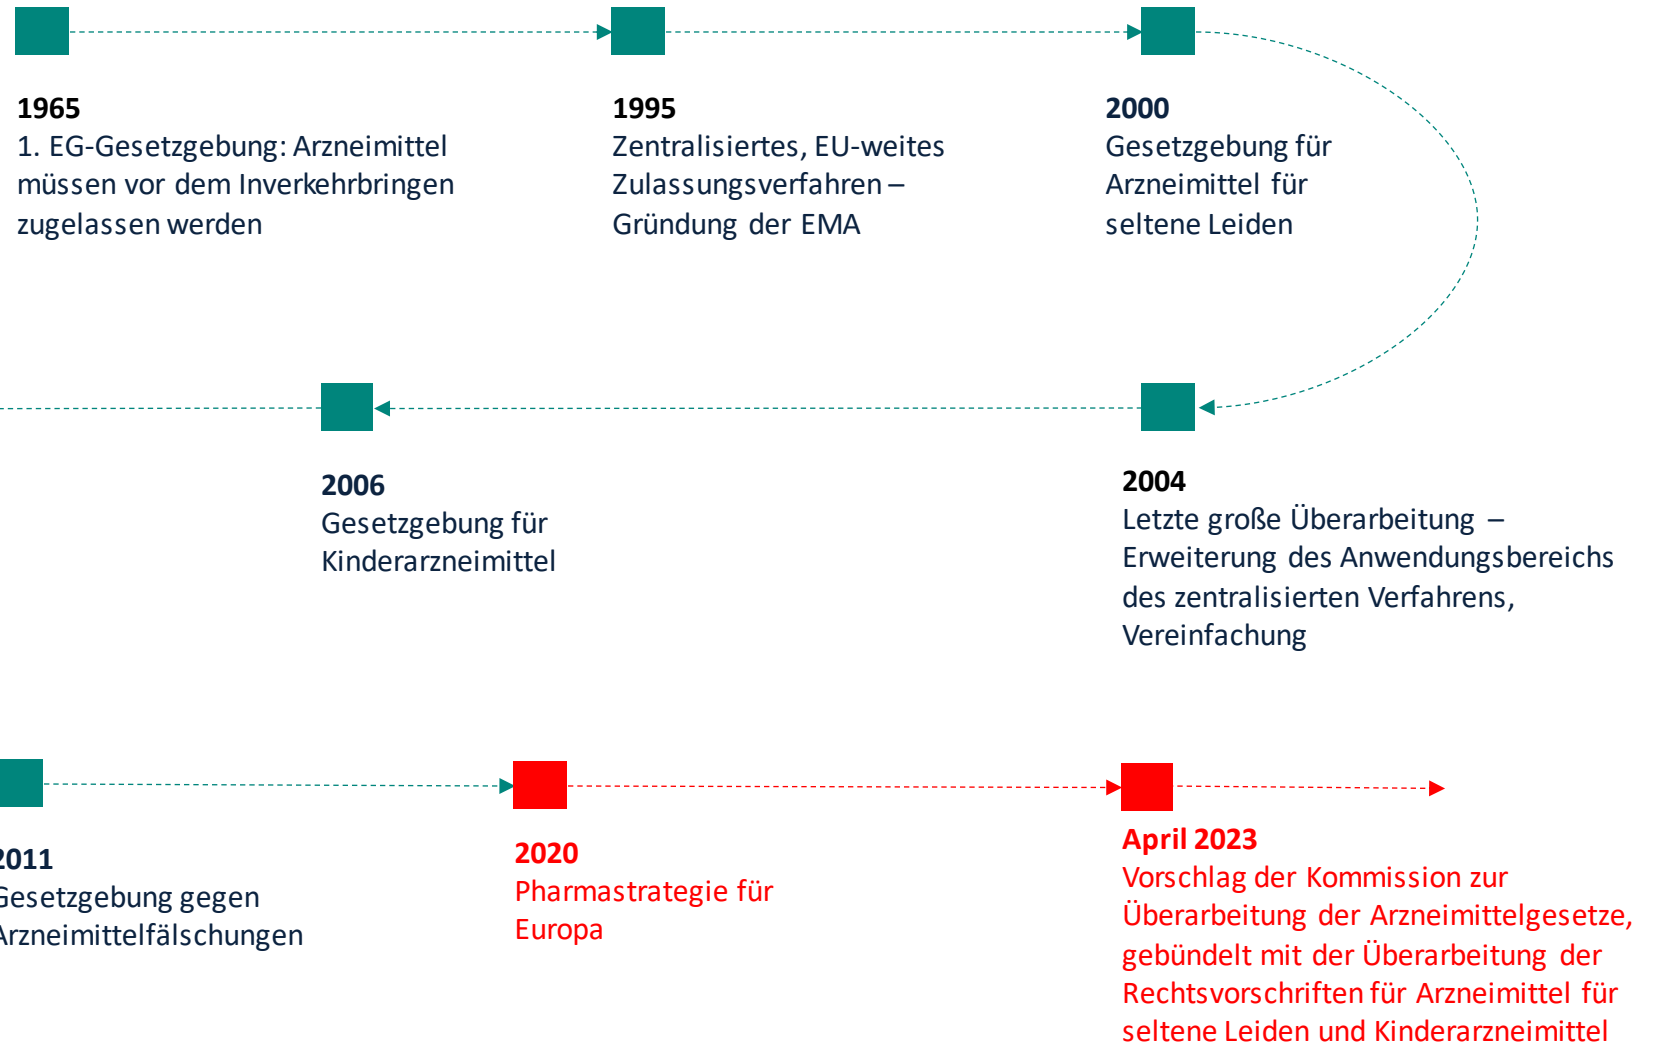 1965
1. EG-Gesetzgebung: Arzneimittel
müssen vor dem Inverkehrbringen
zugelassen werden
1995
Zentralisiertes, EU-weites
Zulassungsverfahren –
Gründung der EMA
2000
Gesetzgebung für
Arzneimittel für
seltene Leiden
2006
Gesetzgebung für
Kinderarzneimittel
2004
Letzte große Überarbeitung –
Erweiterung des Anwendungsbereichs
des zentralisierten Verfahrens,
Vereinfachung
2011
Gesetzgebung gegen
Arzneimittelfälschungen
2020
Pharmastrategie für
Europa
April 2023
Vorschlag der Kommission zur
Überarbeitung der Arzneimittelgesetze,
gebündelt mit der Überarbeitung der
Rechtsvorschriften für Arzneimittel für
seltene Leiden und Kinderarzneimittel